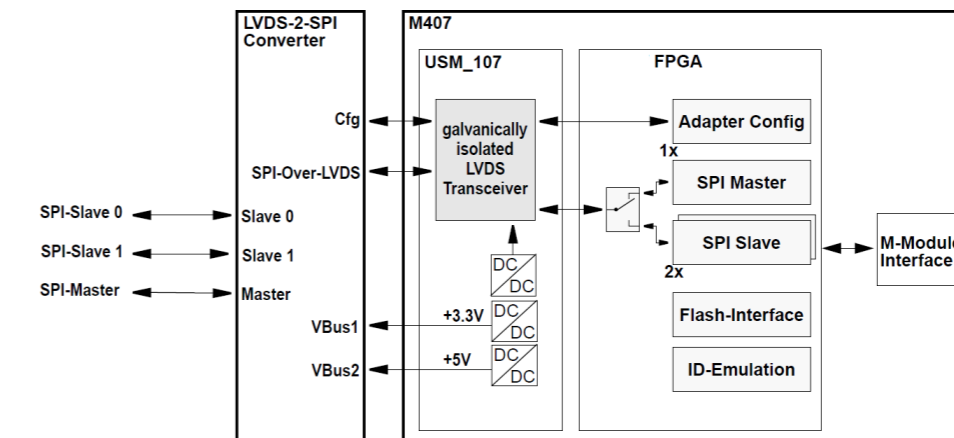 LVDS-2-SPI
Converter
M407
USM_107
FPGA
Cfg
galvanically
isolated
LVDS
Transceiver
Adapter Config
1x
SPI-Over-LVDS
SPI Master
SPI-Slave 0
Slave 0
SPI-Slave 1
Slave 1
SPI Slave
2x
M-Module
Interface
SPI-Master
Master
DC
DC
VBus1
+3.3V
DC
DC
Flash-Interface
VBus2
+5V
DC
DC
ID-Emulation